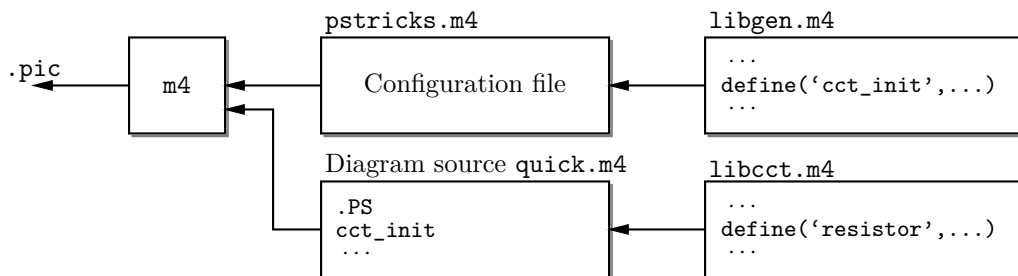 pstricks.m4
libgen.m4
.pic
m4
Configuration file
...
define(‘cct_init’,...)
...
Diagram source quick.m4
libcct.m4
.PS
cct_init
...
...
define(‘resistor’,...)
...